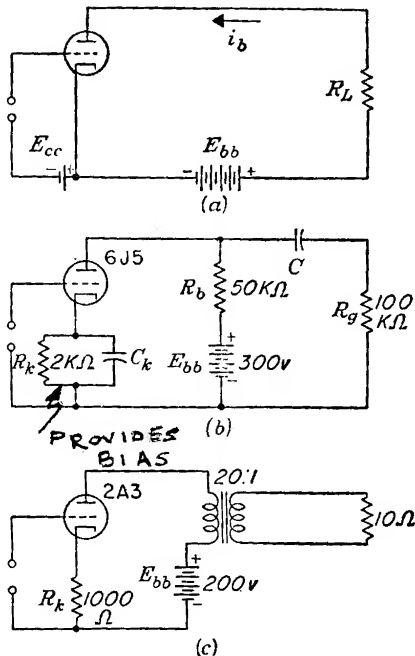 i_b
R_L
E_cc
- +
E_bb
- +
(a)
6J5
C
R_b
50KΩ
R_g
100
KΩ
R_k
2KΩ
C_k
E_bb
+
-
300v
PROVIDES
BIAS
(b)
2A3
20:1
10Ω
E_bb
+
-
200v
R_k
1000
Ω
(c)